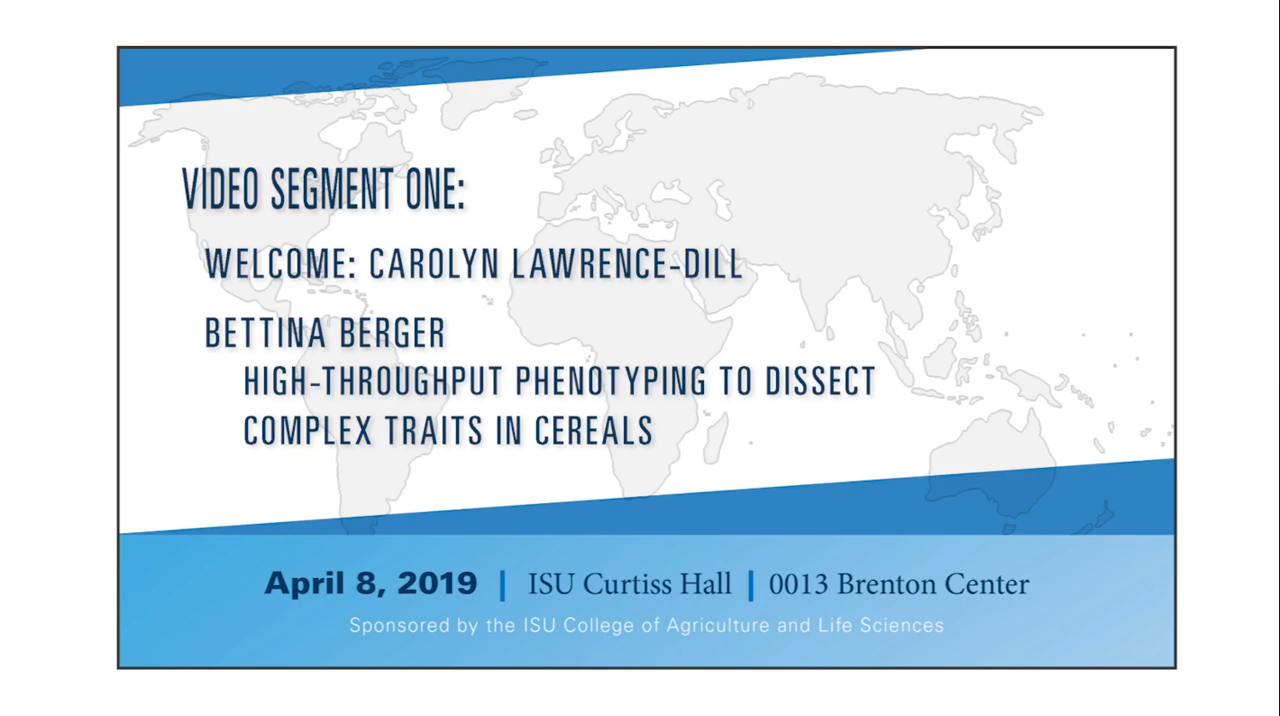 VIDEO SEGMENT ONE:
WELCOME: CAROLYN LAWRENCE-DILL
BETTINA BERGER
HIGH-THROUGHPUT PHENOTYPING TO DISSECT
COMPLEX TRAITS IN CEREALS
April 8, 2019 | ISU Curtiss Hall | 0013 Brenton Center
Sponsored by the ISU College of Agriculture and Life Sciences